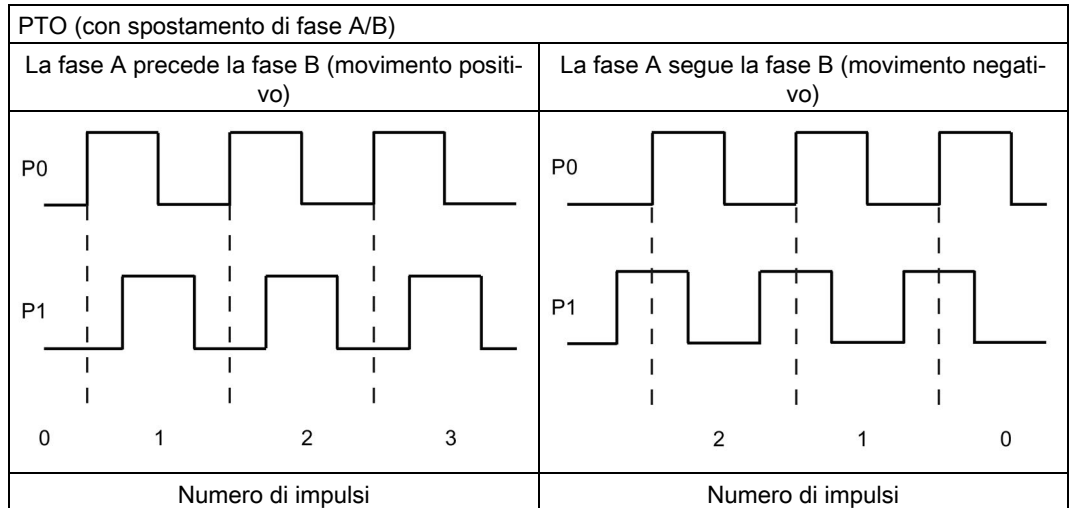 PTO (con spostamento di fase A/B)
La fase A precede la fase B (movimento positi-
vo)
La fase A segue la fase B (movimento negati-
vo)
P0
P1
0 1 2 3
P0
P1
2 1 0
Numero di impulsi
Numero di impulsi